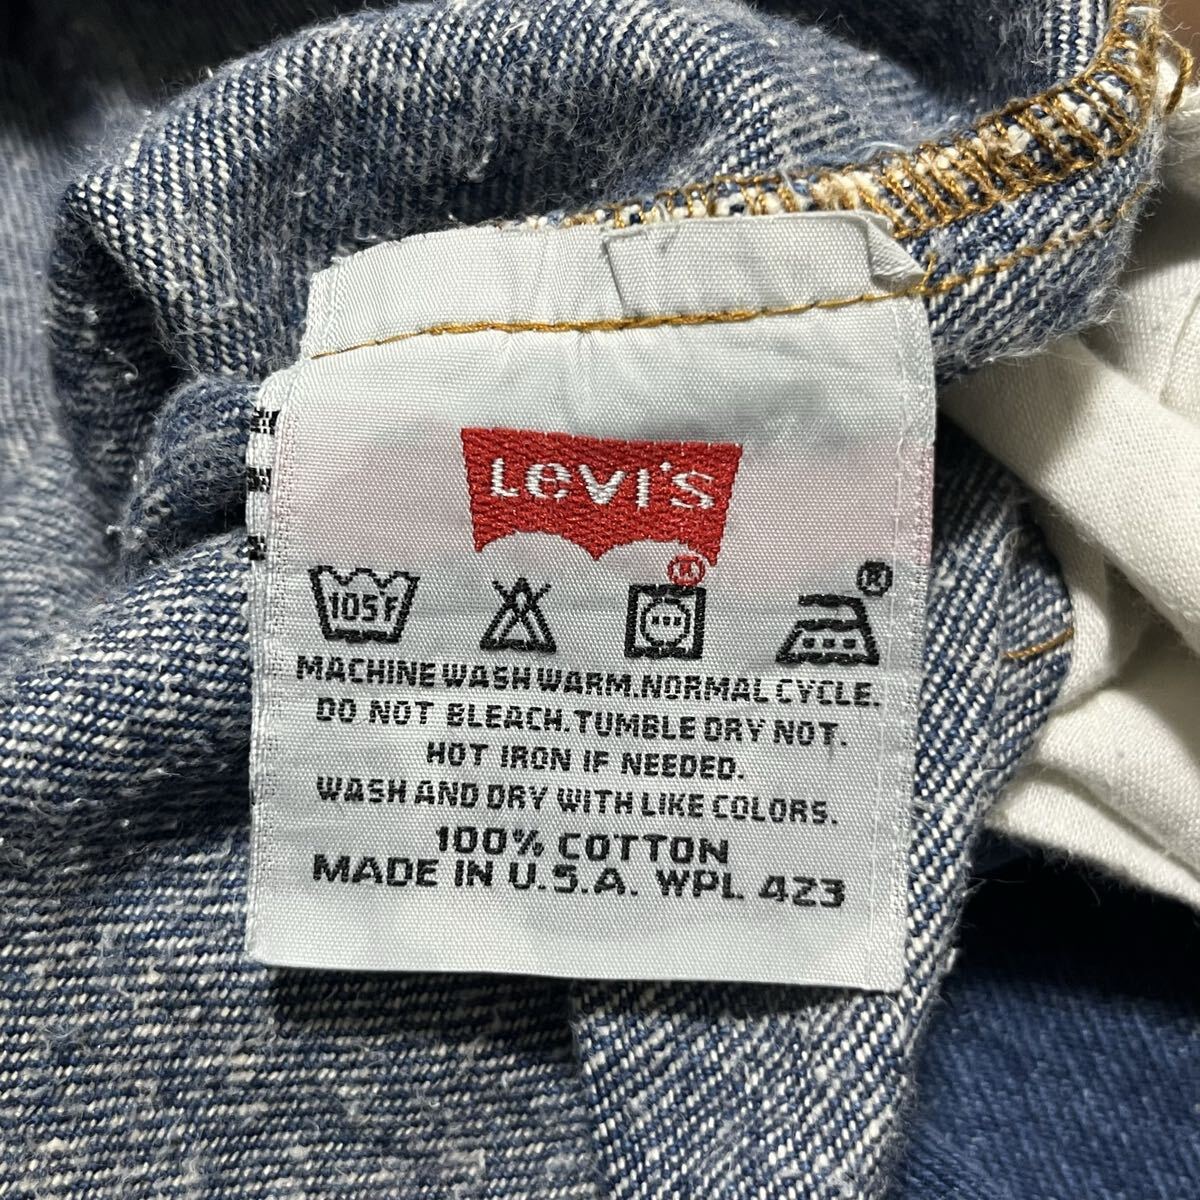 Levi's
®
105F ®
MACHINE WASH WARM. NORMAL CYCLE.
DO NOT BLEACH. TUMBLE DRY NOT.
HOT IRON IF NEEDED.
WASH AND DRY WITH LIKE COLORS.
100% COTTON
MADE IN U.S.A. WPL 423